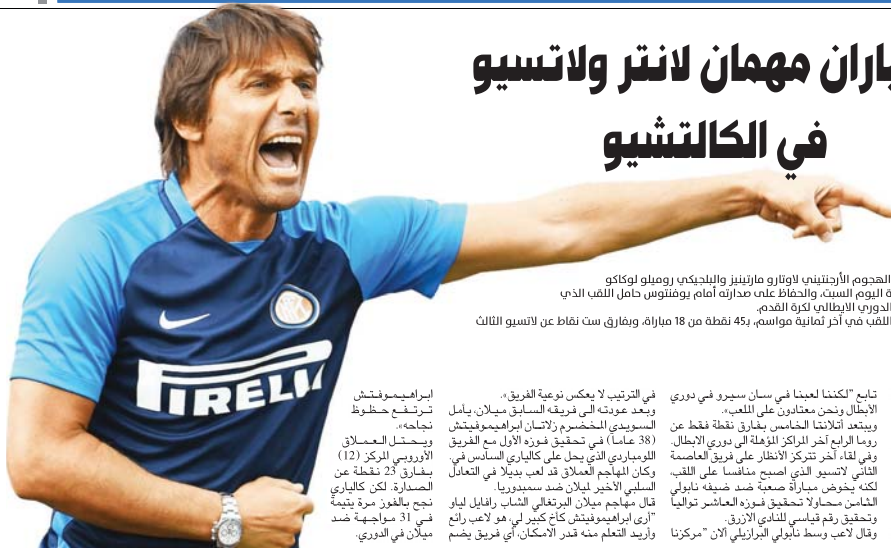 باران مهمان لانتر ولاتسيو
في الكالتشيو
الهجوم الأرجنتيني لاوتارو مارتينيز والبلجيكي روميلو لوكاكو
ة اليوم السبت، والحفاظ على صدارته أمام يوفنتوس حامل اللقب الذي
الدوري الايطالي لكرة القدم.
اللقب في آخر ثمانية مواسم، بـ45 نقطة من 18 مباراة، وبفارق ست نقاط عن لاتسيو الثالث
تابع "لكننا لعبنا في سان سيرو في دوري
الأبطال ونحن معتادون على الملعب».
ويبتعد أتلانتا الخامس بفارق نقطة فقط عن
روما الرابع آخر المراكز المؤهلة الى دوري الابطال.
وفي لقاء آخر تتركز الأنظار على فريق العاصمة
الثاني لاتسيو الذي اصبح منافسا على اللقب،
لكنه يخوض مباراة صعبة ضد ضيفه نابولي
الثامن محاولا تحقيق فوزه العاشر تواليا
وتحقيق رقم قياسي للنادي الازرق.
وقال لاعب وسط نابولي البرازيلي آلان "مركزنا
في الترتيب لا يعكس نوعية الفريق».
وبعد عودته الى فريقه السابق ميلان، يأمل
السويدي المخضرم زلاتان ابراهيموفيتش
(38 عاما) في تحقيق فوزه الأول مع الفريق
اللومباردي الذي يحل على كالياري السادس في.
وكان المهاجم العملاق قد لعب بديلا في التعادل
السلبي الأخير لميلان ضد سمبدوريا.
قال مهاجم ميلان البرتغالي الشاب رافايل لياو
"أرى ابراهيموفيتش كأخ كبير لي، هو لاعب رائع
وأريد التعلم منه قدر الامكان، أي فريق يضم
ابراهيموفيتش
ترتفع حظوظ
نجاحه».
ويحتل العملاق
الأوروبي المركز (12)
بفارق 23 نقطة عن
الصدارة. لكن كالياري
نجح بالفوز مرة يتيمة
في 31 مواجهة ضد
ميلان في الدوري.
PIRELLI